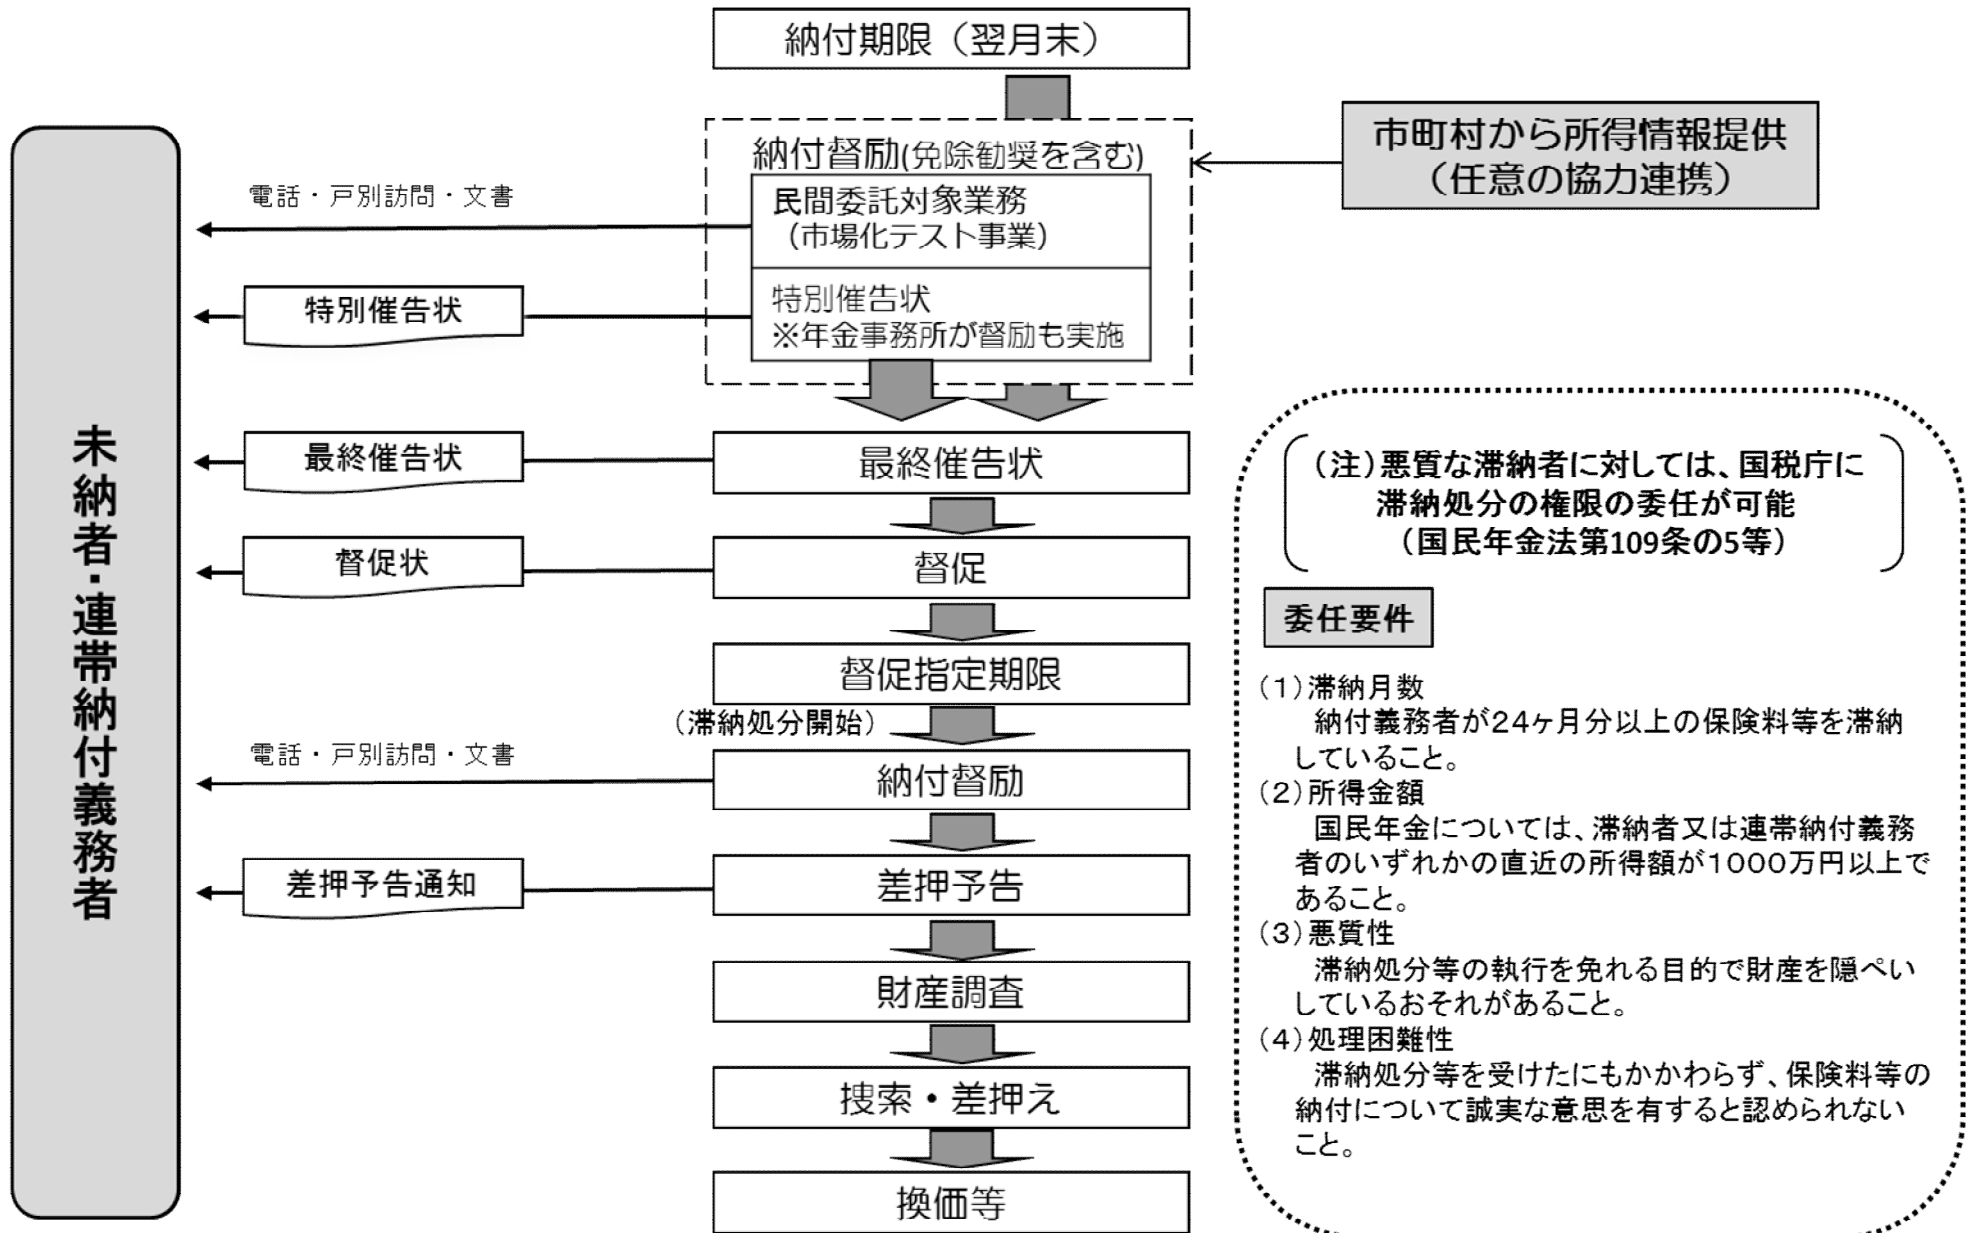 納付期限（翌月末）
市町村から所得情報提供
（任意の協力連携）
納付督励(免除勧奨を含む)
民間委託対象業務
（市場化テスト事業）
電話・戸別訪問・文書
特別催告状
※年金事務所が督励も実施
特別催告状
未納者・連帯納付義務者
最終催告状
最終催告状
督促状
督促
督促指定期限
（滞納処分開始）
電話・戸別訪問・文書
納付督励
差押予告通知
差押予告
財産調査
捜索・差押え
換価等
（注）悪質な滞納者に対しては、国税庁に
滞納処分の権限の委任が可能
（国民年金法第109条の5等）
委任要件
（1）滞納月数
納付義務者が24ヶ月分以上の保険料等を滞納
していること。
（2）所得金額
国民年金については、滞納者又は連帯納付義務
者のいずれかの直近の所得額が1000万円以上で
あること。
（3）悪質性
滞納処分等の執行を免れる目的で財産を隠ぺい
しているおそれがあること。
（4）処理困難性
滞納処分等を受けたにもかかわらず、保険料等の
納付について誠実な意思を有すると認められない
こと。